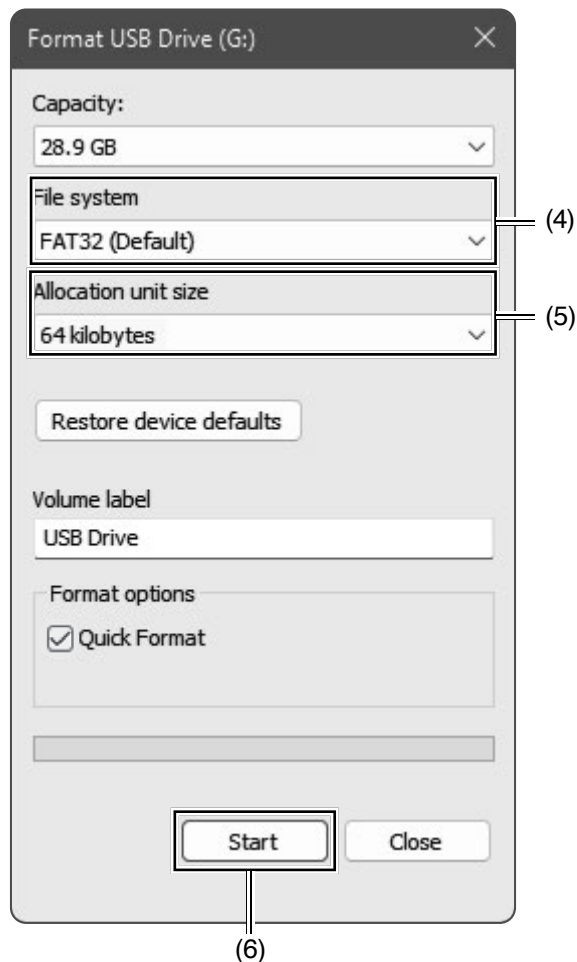 Format USB Drive (G:)
Capacity:
28.9 GB
File system
(4)
FAT32 (Default)
Allocation unit size
(5)
64 kilobytes
Restore device defaults
Volume label
USB Drive
Format options
Quick Format
Start Close
(6)